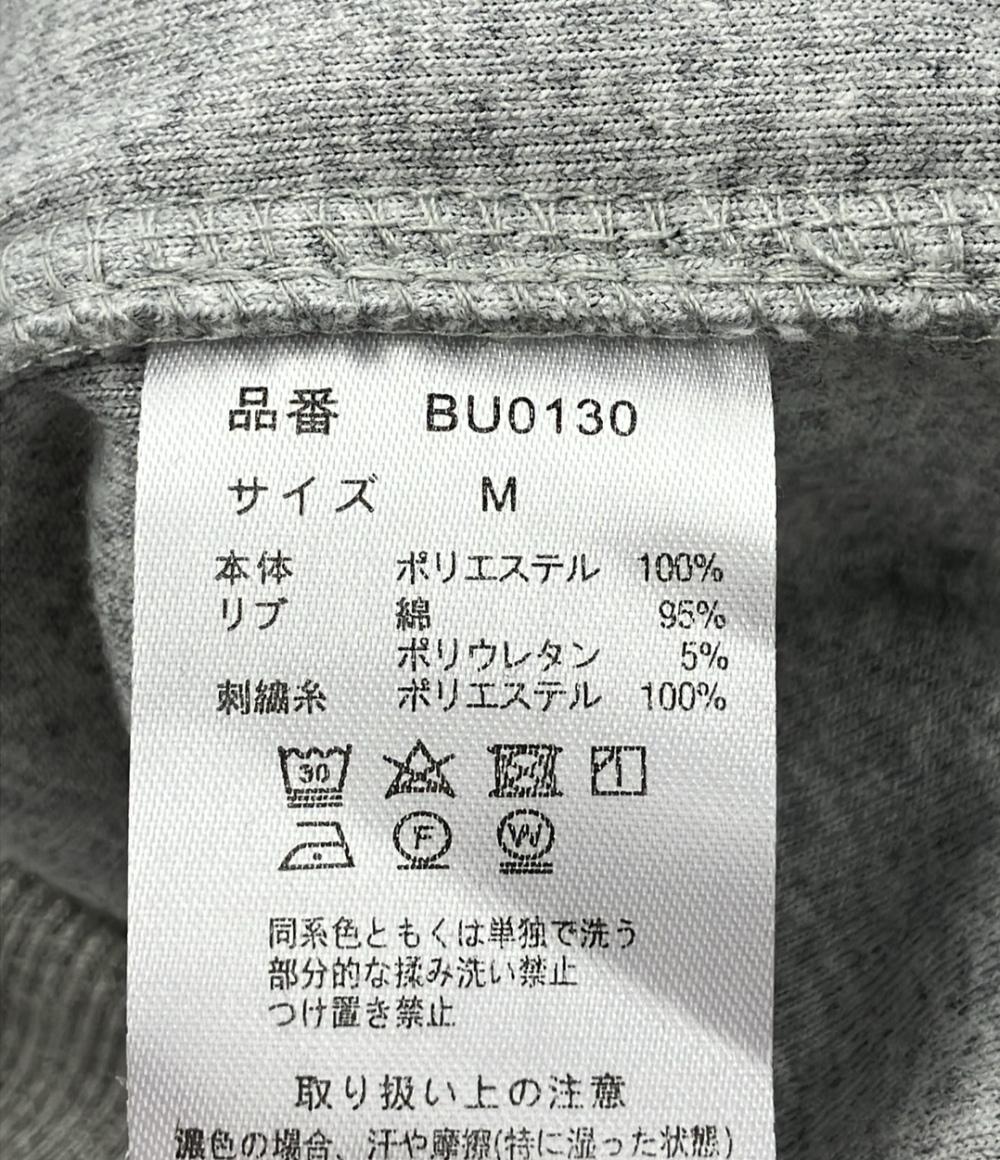 品番 BU0130
サイズ M
本体 ポリエステル 100%
リブ 綿 95%
ポリウレタン 5%
刺繍糸 ポリエステル 100%
30
F W
同系色ともくは単独で洗う
部分的な揉み洗い禁止
つけ置き禁止
取り扱い上の注意
濃色の場合、汗や摩擦(特に湿った状態)